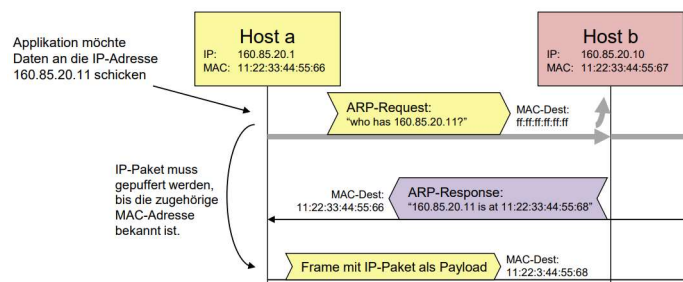 Applikation möchte
Daten an die IP-Adresse
160.85.20.11 schicken
Host a
IP: 160.85.20.1
MAC: 11:22:33:44:55:66
Host b
IP: 160.85.20.10
MAC: 11:22:33:44:55:67
ARP-Request:
“who has 160.85.20.11?”
MAC-Dest:
ff:ff:ff:ff:ff:ff
IP-Paket muss
gepuffert werden,
bis die zugehörige
MAC-Adresse
bekannt ist.
MAC-Dest:
11:22:33:44:55:66
ARP-Response:
“160.85.20.11 is at 11:22:33:44:55:68”
Frame mit IP-Paket als Payload
MAC-Dest:
11:22:3:44:55:68